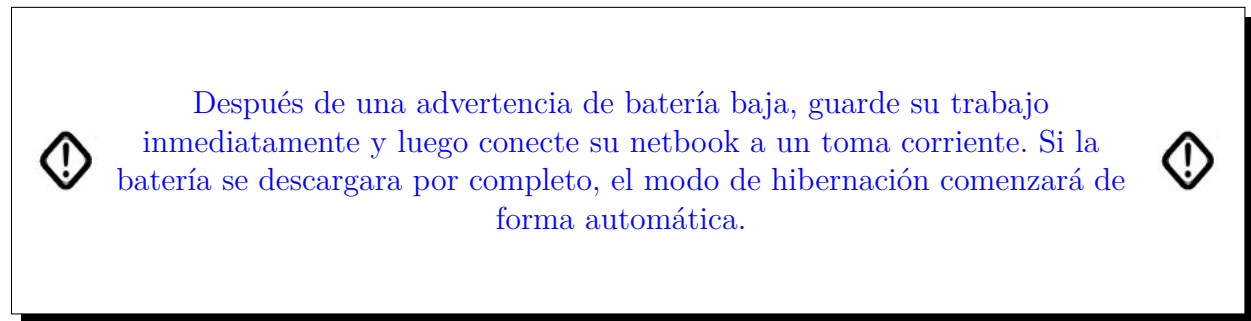 Después de una advertencia de batería baja, guarde su trabajo
inmediatamente y luego conecte su netbook a un toma corriente. Si la
batería se descargara por completo, el modo de hibernación comenzará de
forma automática.